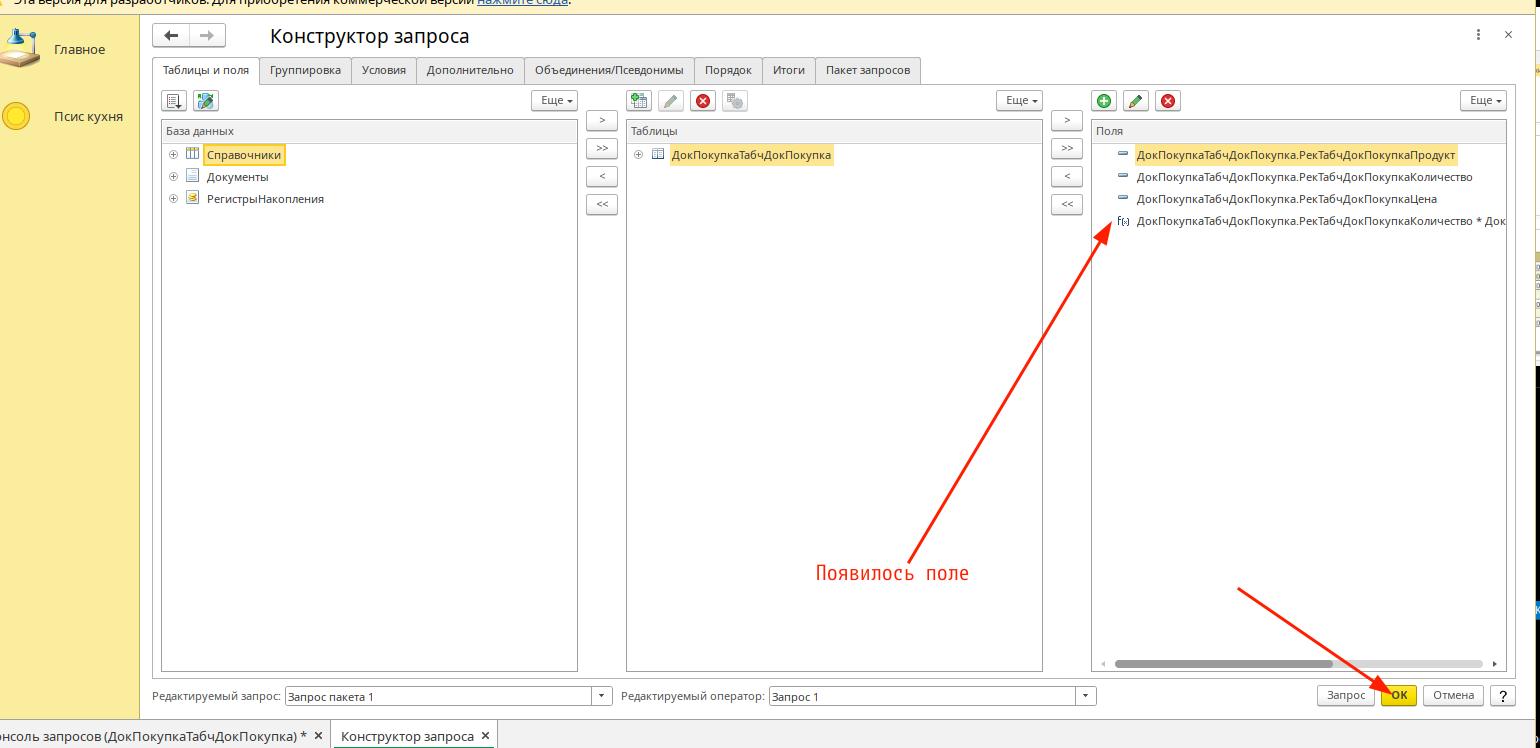 Эта версия для разработчиков. Для приобретения коммерческой версии нажмите сюда.
Главное
Псис кухня
Конструктор запроса
Таблицы и поля Группировка Условия Дополнительно Объединения/Псевдонимы Порядок Итоги Пакет запросов
Еще Еще Еще
База данных
Справочники
Документы
РегистрыНакопления
>
>>
<
<<
Таблицы
ДокПокупкаТабчДокПокупка
>
>>
<
<<
Поля
ДокПокупкаТабчДокПокупка.РекТабчДокПокупкаПродукт
ДокПокупкаТабчДокПокупка.РекТабчДокПокупкаКоличество
ДокПокупкаТабчДокПокупка.РекТабчДокПокупкаЦена
f(x) ДокПокупкаТабчДокПокупка.РекТабчДокПокупкаКоличество * Док
Появилось поле
Редактируемый запрос: Запрос пакета 1 Редактируемый оператор: Запрос 1 Запрос ОК Отмена ?
онсоль запросов (ДокПокупкаТабчДокПокупка) * × Конструктор запроса ×